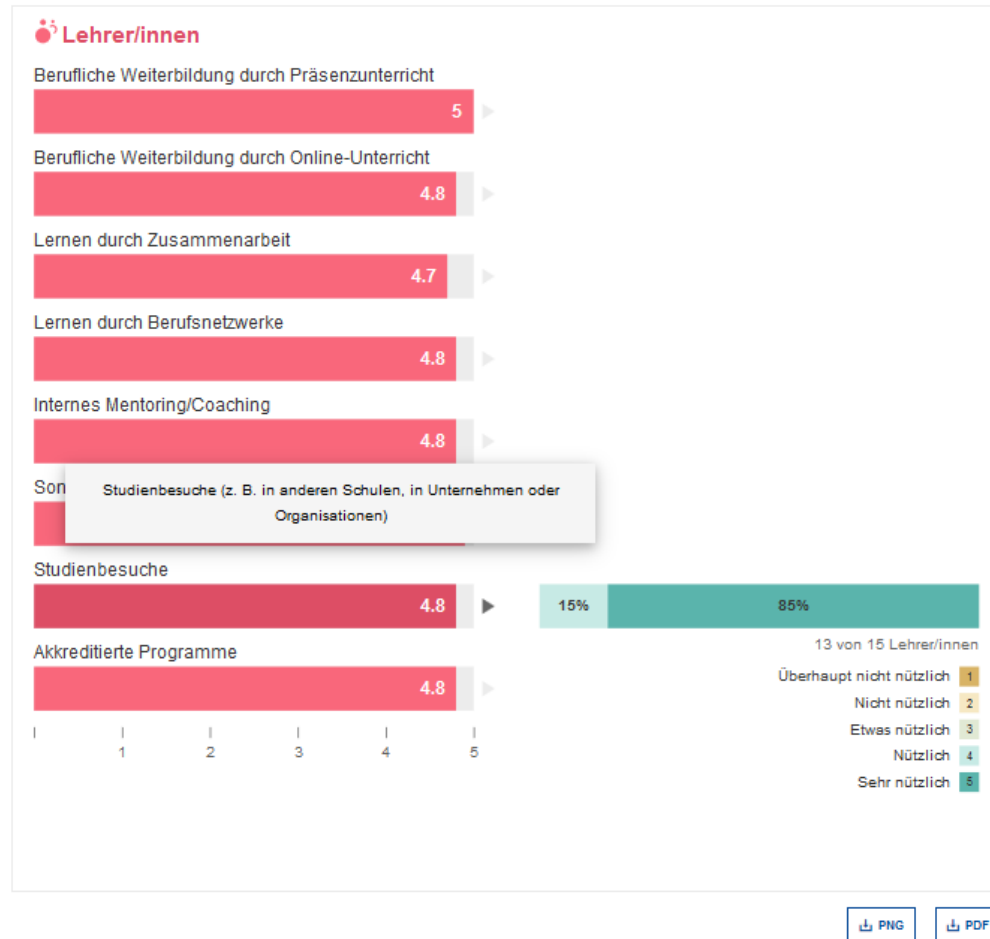 Lehrer/innen
Berufliche Weiterbildung durch Präsenzunterricht
5
Berufliche Weiterbildung durch Online-Unterricht
4.8
Lernen durch Zusammenarbeit
4.7
Lernen durch Berufsnetzwerke
4.8
Internes Mentoring/Coaching
4.8
Studienbesuche (z. B. in anderen Schulen, in Unternehmen oder
Organisationen)
Studienbesuche
4.8
15% 85%
13 von 15 Lehrer/innen
Akkreditierte Programme
4.8
1 2 3 4 5
Überhaupt nicht nützlich 1
Nicht nützlich 2
Etwas nützlich 3
Nützlich 4
Sehr nützlich 5
PNG PDF